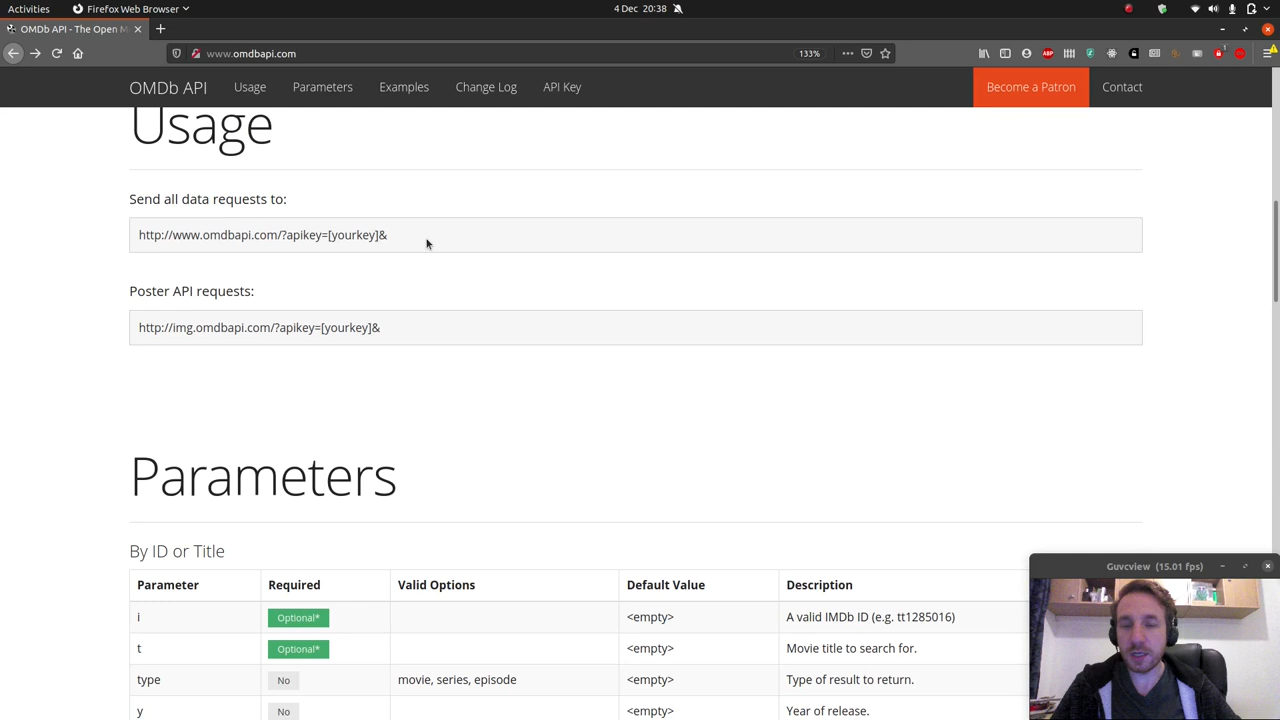 Activities
Firefox Web Browser
4 Dec 20:38
OMDb API - The Open M
www.omdbapi.com
133%
ABP
1
OMDb API
Usage
Parameters
Examples
Change Log
API Key
Become a Patron
Contact
Usage
Send all data requests to:
http://www.omdbapi.com/?apikey=[yourkey]&
Poster API requests:
http://img.omdbapi.com/?apikey=[yourkey]&
Parameters
By ID or Title
Parameter Required Valid Options Default Value Description
i Optional* <empty> A valid IMDb ID (e.g. tt1285016)
t Optional* <empty> Movie title to search for.
type No movie, series, episode <empty> Type of result to return.
y No Year of release.
Guvcview (15.01 fps)